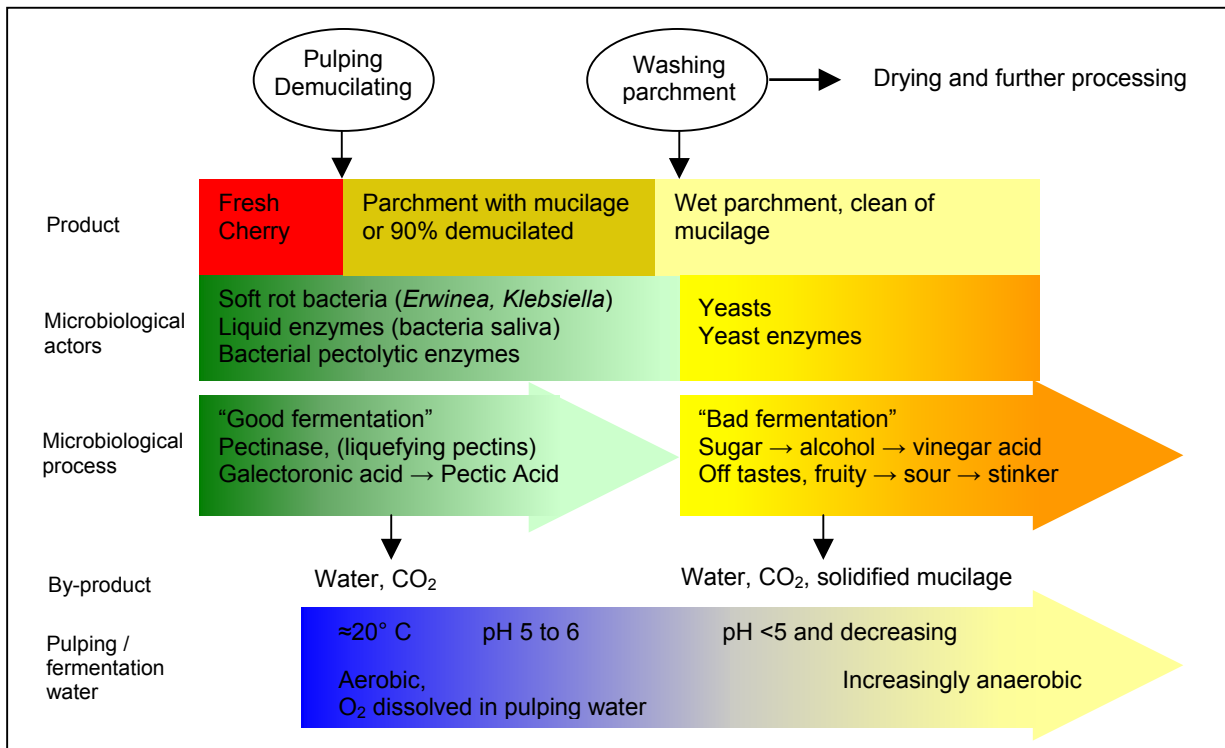 Pulping
Demucilating
Washing
parchment
Drying and further processing
Product
Fresh
Cherry
Parchment with mucilage
or 90% demucilated
Wet parchment, clean of
mucilage
Microbiological
actors
Soft rot bacteria (Erwinea, Klebsiella)
Liquid enzymes (bacteria saliva)
Bacterial pectolytic enzymes
Yeasts
Yeast enzymes
Microbiological
process
“Good fermentation”
Pectinase, (liquefying pectins)
Galectoronic acid → Pectic Acid
“Bad fermentation”
Sugar → alcohol → vinegar acid
Off tastes, fruity → sour → stinker
By-product
Water, CO₂
Water, CO₂, solidified mucilage
Pulping /
fermentation
water
≈20° C
pH 5 to 6
pH <5 and decreasing
Aerobic,
O₂ dissolved in pulping water
Increasingly anaerobic